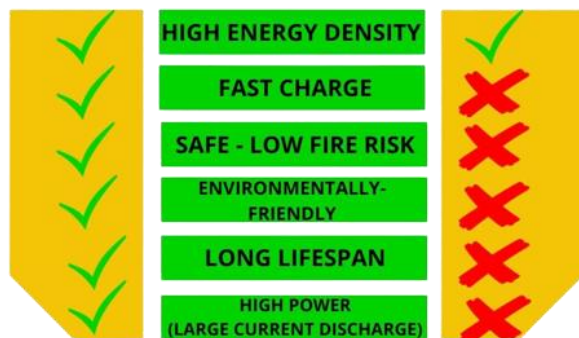 HIGH ENERGY DENSITY
FAST CHARGE
SAFE - LOW FIRE RISK
ENVIRONMENTALLY-
FRIENDLY
LONG LIFESPAN
HIGH POWER
(LARGE CURRENT DISCHARGE)